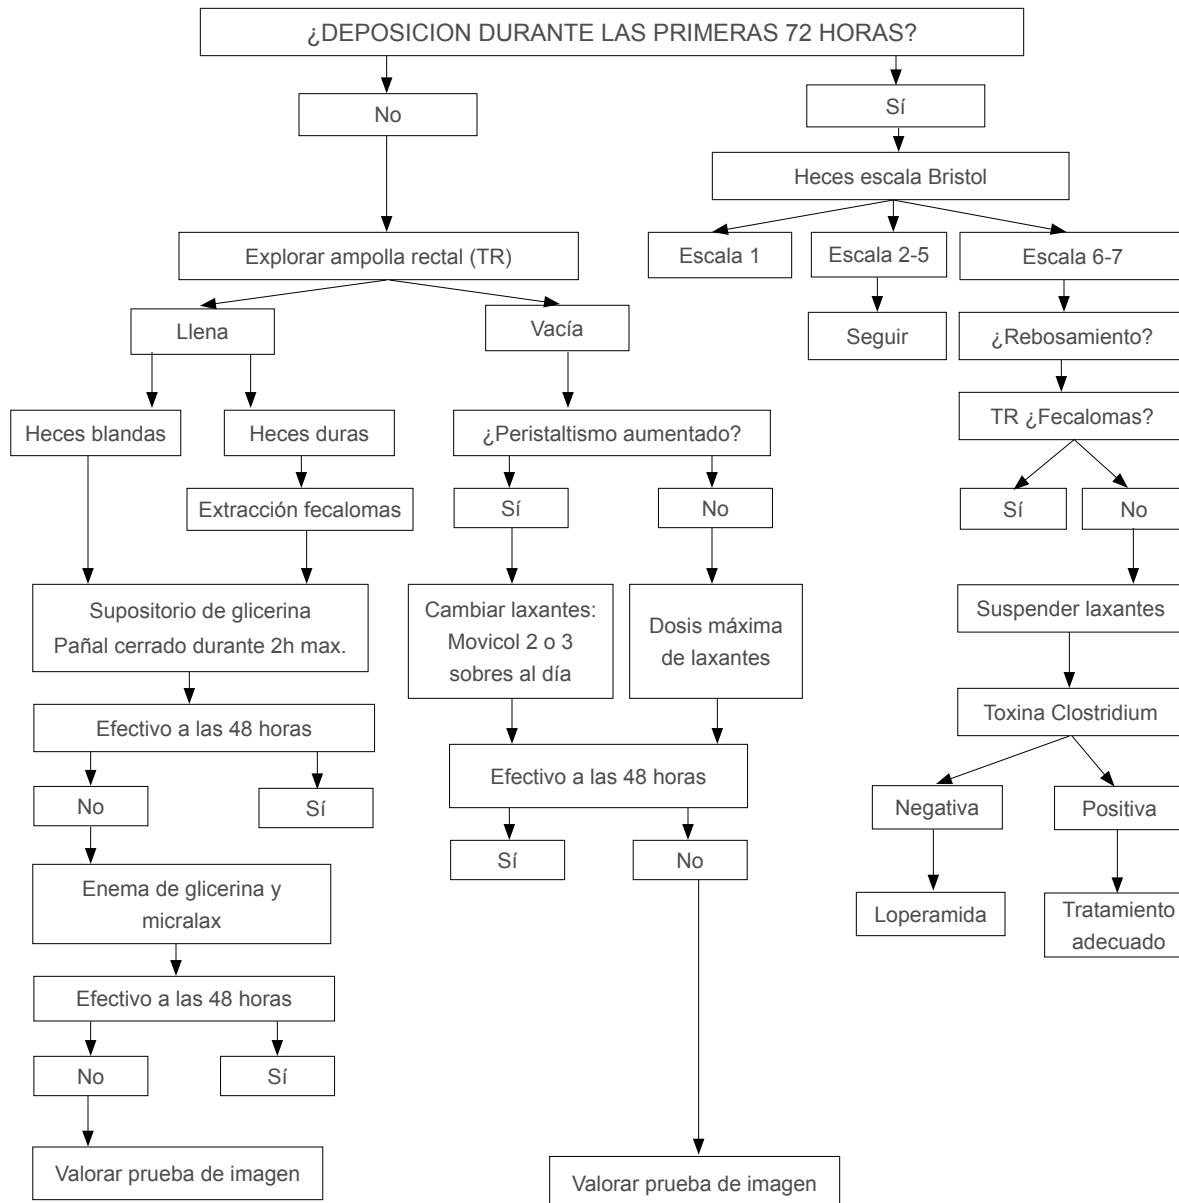 ¿DEPOSICION DURANTE LAS PRIMERAS 72 HORAS?
No
Sí
Heces escala Bristol
Explorar ampolla rectal (TR)
Escala 1
Escala 2-5
Escala 6-7
Llena
Vacía
Seguir
¿Rebosamiento?
Heces blandas
Heces duras
¿Peristaltismo aumentado?
TR ¿Fecalomas?
Extracción fecalomas
Sí
No
Sí
No
Supositorio de glicerina
Pañal cerrado durante 2h max.
Cambiar laxantes:
Movicol 2 o 3
sobres al día
Dosis máxima
de laxantes
Suspender laxantes
Efectivo a las 48 horas
Efectivo a las 48 horas
Toxina Clostridium
No
Sí
Sí
No
Negativa
Positiva
Enema de glicerina y
micralax
Loperamida
Tratamiento
adecuado
Efectivo a las 48 horas
No
Sí
Valorar prueba de imagen
Valorar prueba de imagen